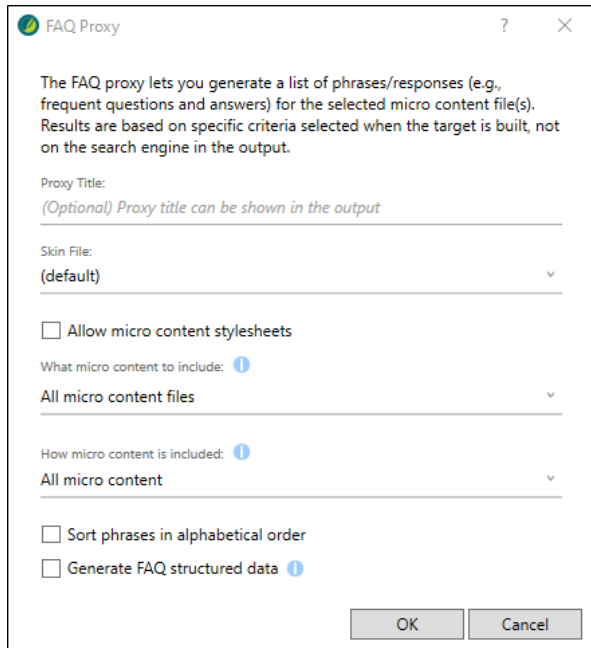 FAQ Proxy
?
The FAQ proxy lets you generate a list of phrases/responses (e.g.,
frequent questions and answers) for the selected micro content file(s).
Results are based on specific criteria selected when the target is built, not
on the search engine in the output.
Proxy Title:
(Optional) Proxy title can be shown in the output
Skin File:
(default)
Allow micro content stylesheets
What micro content to include:
All micro content files
How micro content is included:
All micro content
Sort phrases in alphabetical order
Generate FAQ structured data
OK Cancel